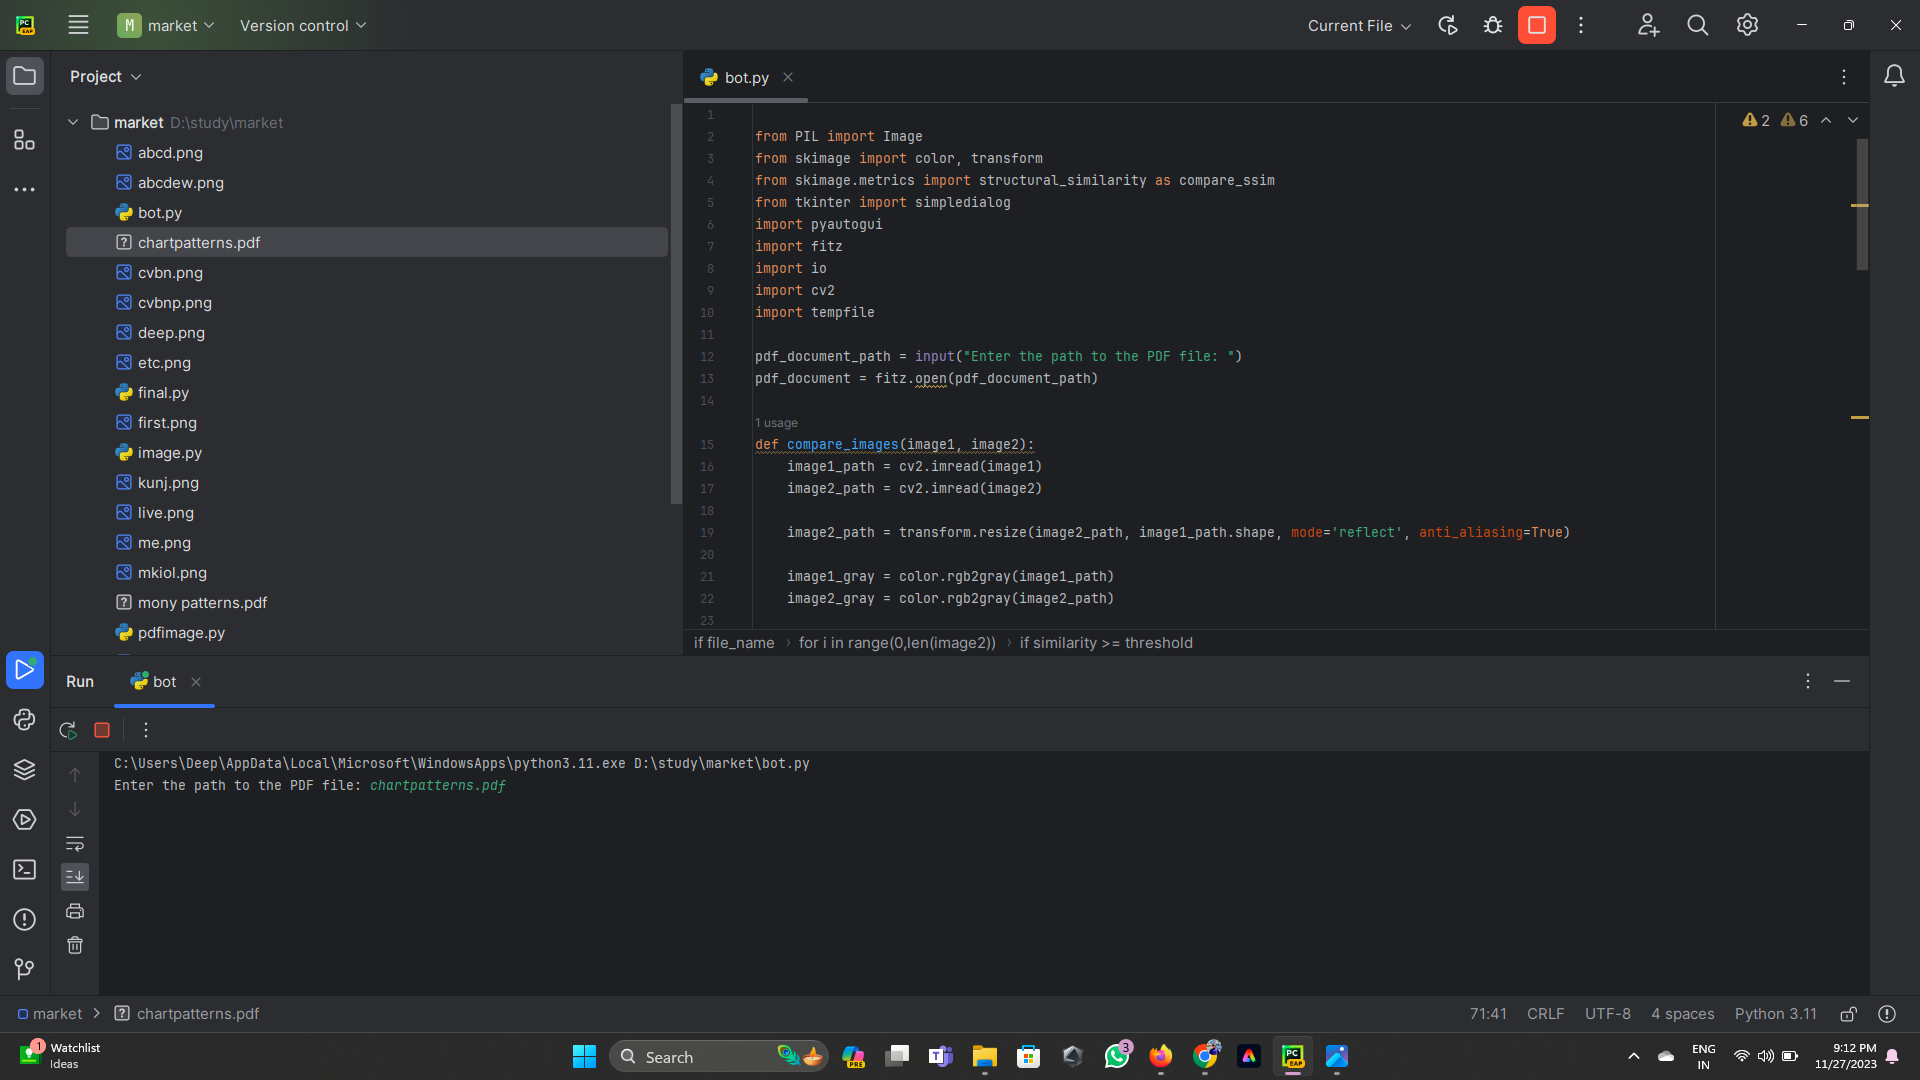 M market
Version control
Current File
Project
bot.py
market D:\study\market
abcd.png
abcdew.png
bot.py
chartpatterns.pdf
cvbn.png
cvbnp.png
deep.png
etc.png
final.py
first.png
image.py
kunj.png
live.png
me.png
mkiol.png
mony patterns.pdf
pdfimage.py
2 6
1
2 from PIL import Image
3 from skimage import color, transform
4 from skimage.metrics import structural_similarity as compare_ssim
5 from tkinter import simpledialog
6 import pyautogui
7 import fitz
8 import io
9 import cv2
10 import tempfile
11
12 pdf_document_path = input("Enter the path to the PDF file: ")
13 pdf_document = fitz.open(pdf_document_path)
14
1 usage
15 def compare_images(image1, image2):
16 image1_path = cv2.imread(image1)
17 image2_path = cv2.imread(image2)
18
19 image2_path = transform.resize(image2_path, image1_path.shape, mode='reflect', anti_aliasing=True)
20
21 image1_gray = color.rgb2gray(image1_path)
22 image2_gray = color.rgb2gray(image2_path)
23
if file_name › for i in range(0,len(image2)) › if similarity >= threshold
Run
bot
C:\Users\Deep\AppData\Local\Microsoft\WindowsApps\python3.11.exe D:\study\market\bot.py
Enter the path to the PDF file: chartpatterns.pdf
market > chartpatterns.pdf
71:41 CRLF UTF-8 4 spaces Python 3.11
1
Watchlist
Ideas
Search
PRE
3
PC
EAP
ENG
IN
9:12 PM
11/27/2023